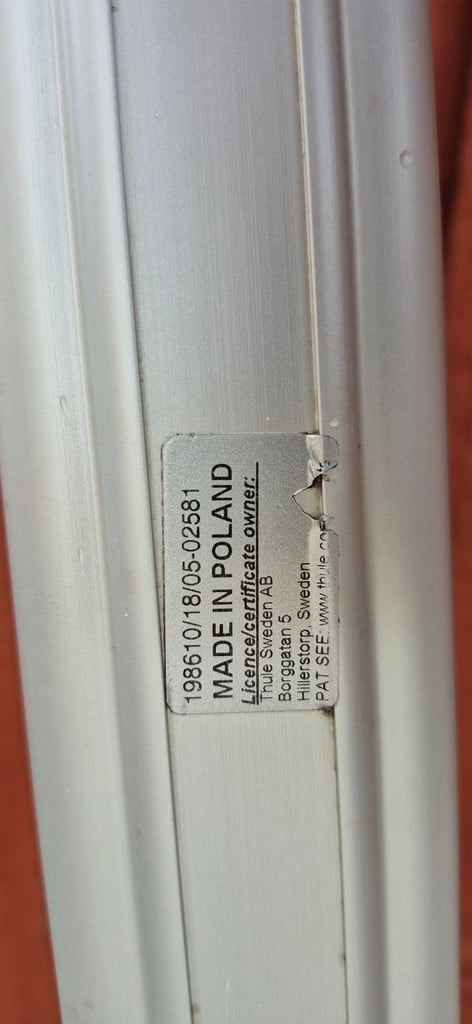 198610/18/05-02581
MADE IN POLAND
Licence/certificate owner:
Thule Sweden AB
Borggatan 5
Hillerstorp, Sweden
PAT SEE: www.thule.co